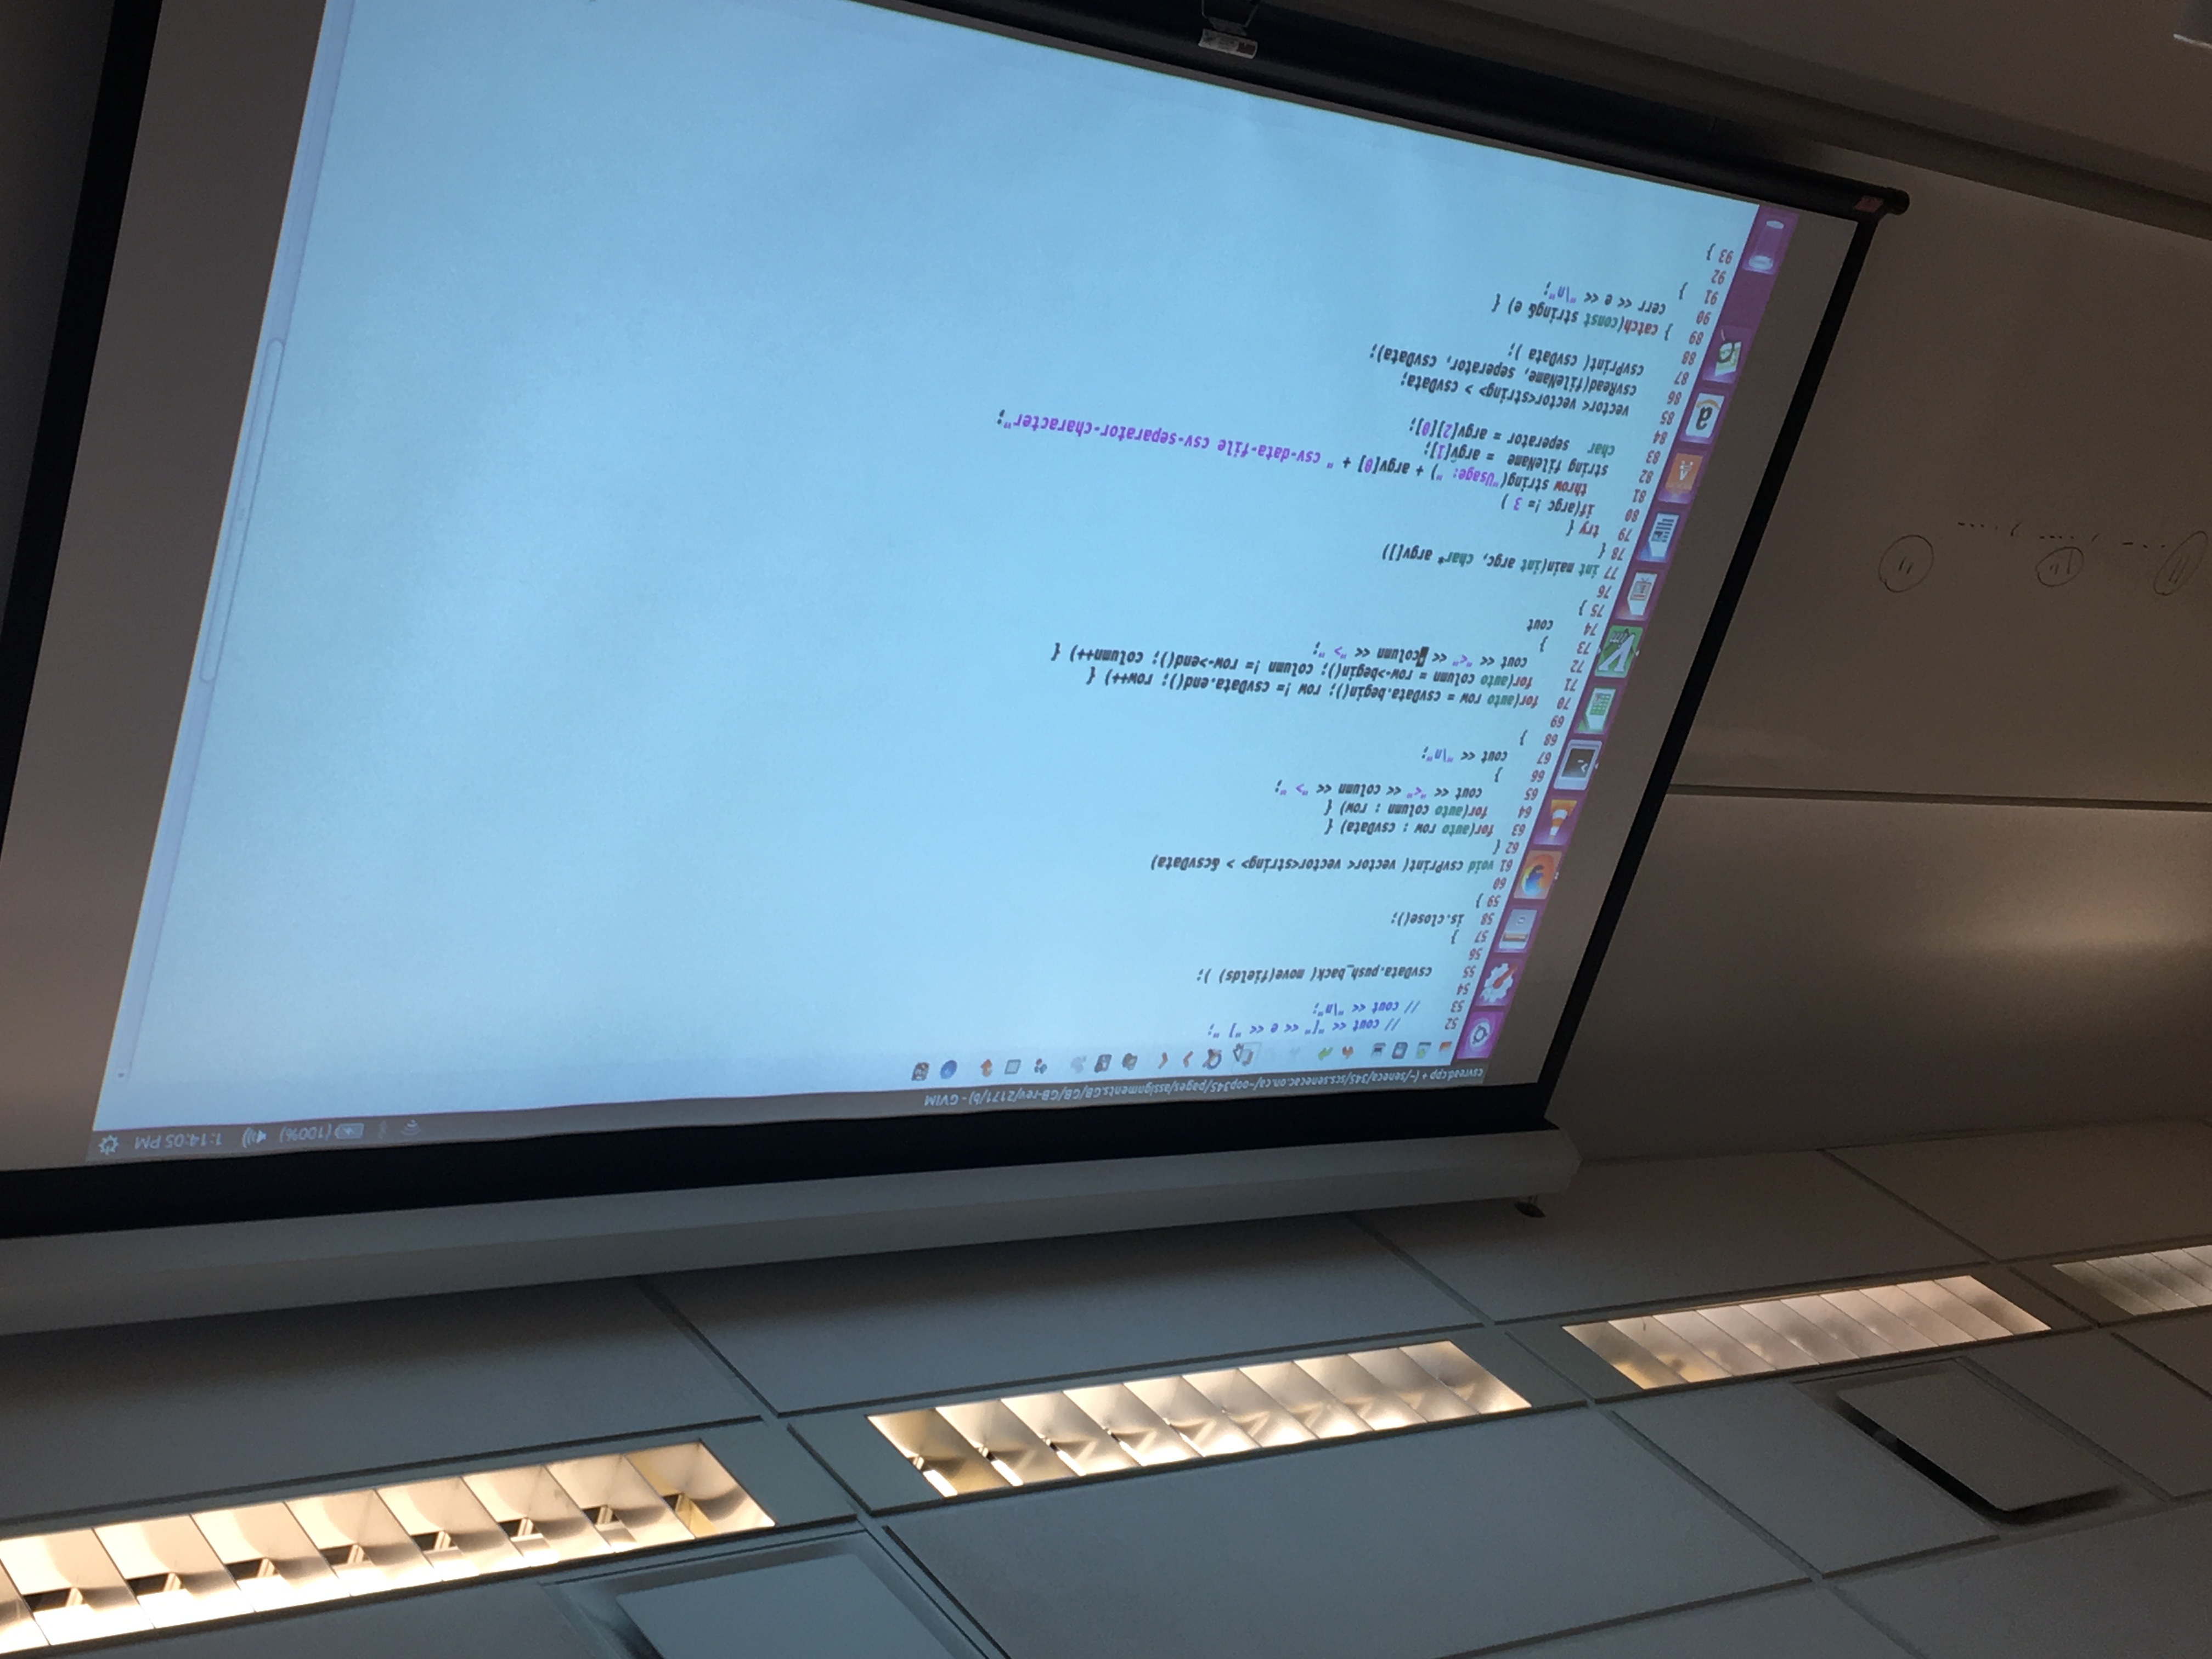 1:14:05 PM
(100%)
csvread.cpp + (~/seneca/345/scs.senecac.on.ca/~oop345/pages/assignments.GB/GB/GB-rev/2171/b) - GVIM
52 // cout << "[" << e << "] ";
53 // cout << "\n";
54
55 csvData.push_back( move(fields) );
56
57 }
58 is.close();
59 }
60
61 void csvPrint( vector< vector<string> > &csvData)
62 {
63 for(auto row : csvData) {
64 for(auto column : row) {
65 cout << "<" << column << "> ";
66 }
67 cout << "\n";
68 }
69
70 for(auto row = csvData.begin(); row != csvData.end(); row++) {
71 for(auto column = row->begin(); column != row->end(); column++) {
72 cout << "<" << *column << "> ";
73 }
74 cout
75 }
76
77 int main(int argc, char* argv[])
78 {
79 try {
80 if(argc != 3 )
81 throw string("Usage: ") + argv[0] + " csv-data-file csv-separator-character";
82 string fileName = argv[1];
83 char seperator = argv[2][0];
84
85 vector< vector<string> > csvData;
86 csvRead(fileName, seperator, csvData);
87 csvPrint( csvData );
88
89 } catch(const string& e) {
90 cerr << e << "\n";
91 }
92
93 }